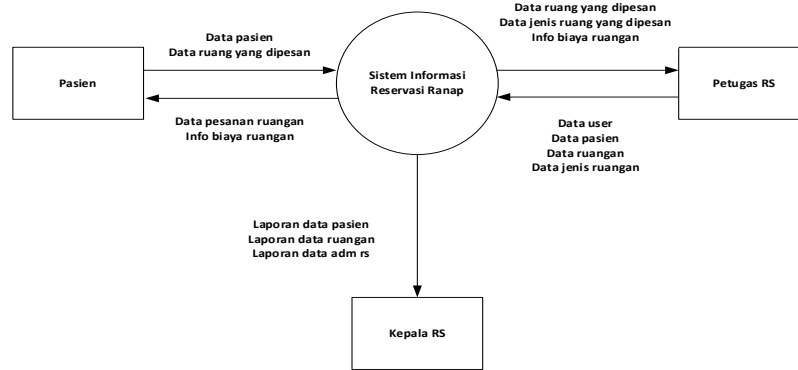 Data ruang yang dipesan
Data jenis ruang yang dipesan
Info biaya ruangan
Data pasien
Data ruang yang dipesan
Pasien
Sistem Informasi
Reservasi Ranap
Petugas RS
Data pesanan ruangan
Info biaya ruangan
Data user
Data pasien
Data ruangan
Data jenis ruangan
Laporan data pasien
Laporan data ruangan
Laporan data adm rs
Kepala RS